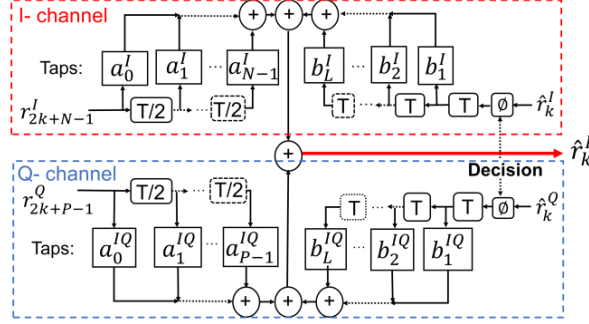 I- channel
+ + +
Taps: a_0^I a_1^I ... a_{N-1}^I b_L^I ... b_2^I b_1^I
r_{2k+N-1}^I T/2 T/2 T T T ∅ r̂_k^I
+ r̂_k^I
Decision
Q- channel
r_{2k+P-1}^Q T/2 T/2 T T T ∅ r̂_k^Q
Taps: a_0^{IQ} a_1^{IQ} ... a_{P-1}^{IQ} b_L^{IQ} ... b_2^{IQ} b_1^{IQ}
+ + +